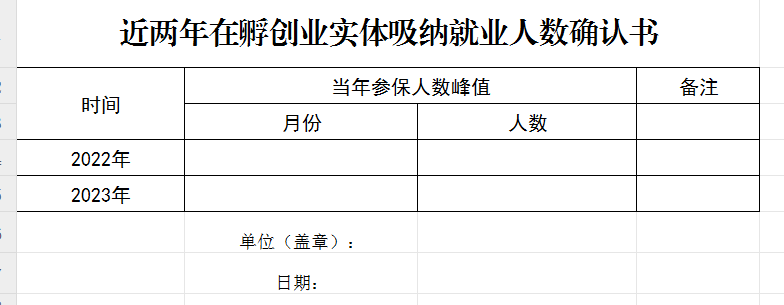 近两年在孵创业实体吸纳就业人数确认书
时间 当年参保人数峰值 备注
月份 人数
2022年
2023年
单位（盖章）：
日期：